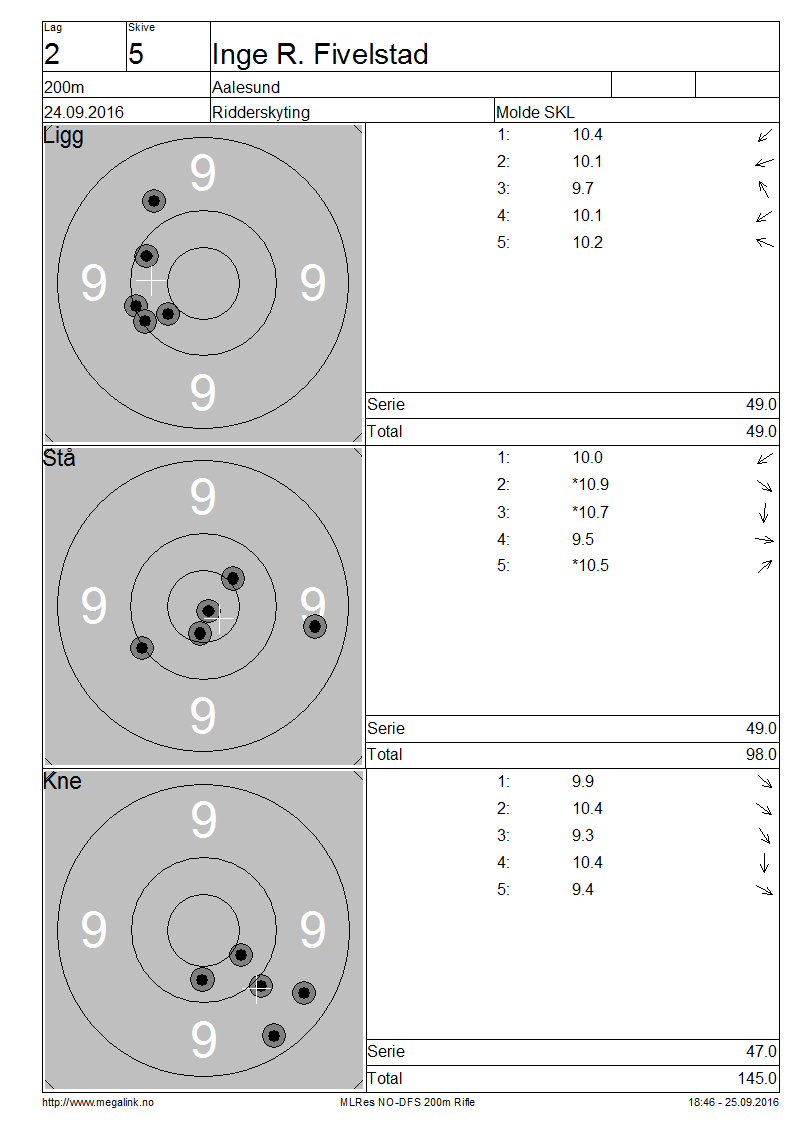 Lag Skive
2 5 Inge R. Fivelstad
200m Aalesund
24.09.2016 Ridderskyting Molde SKL
Ligg
9
9 9
9
1: 10.4
2: 10.1
3: 9.7
4: 10.1
5: 10.2
Serie 49.0
Total 49.0
Stå
9
9 9
9
1: 10.0
2: *10.9
3: *10.7
4: 9.5
5: *10.5
Serie 49.0
Total 98.0
Kne
9
9 9
9
1: 9.9
2: 10.4
3: 9.3
4: 10.4
5: 9.4
Serie 47.0
Total 145.0
http://www.megalink.no MLRes NO-DFS 200m Rifle 18:46 - 25.09.2016